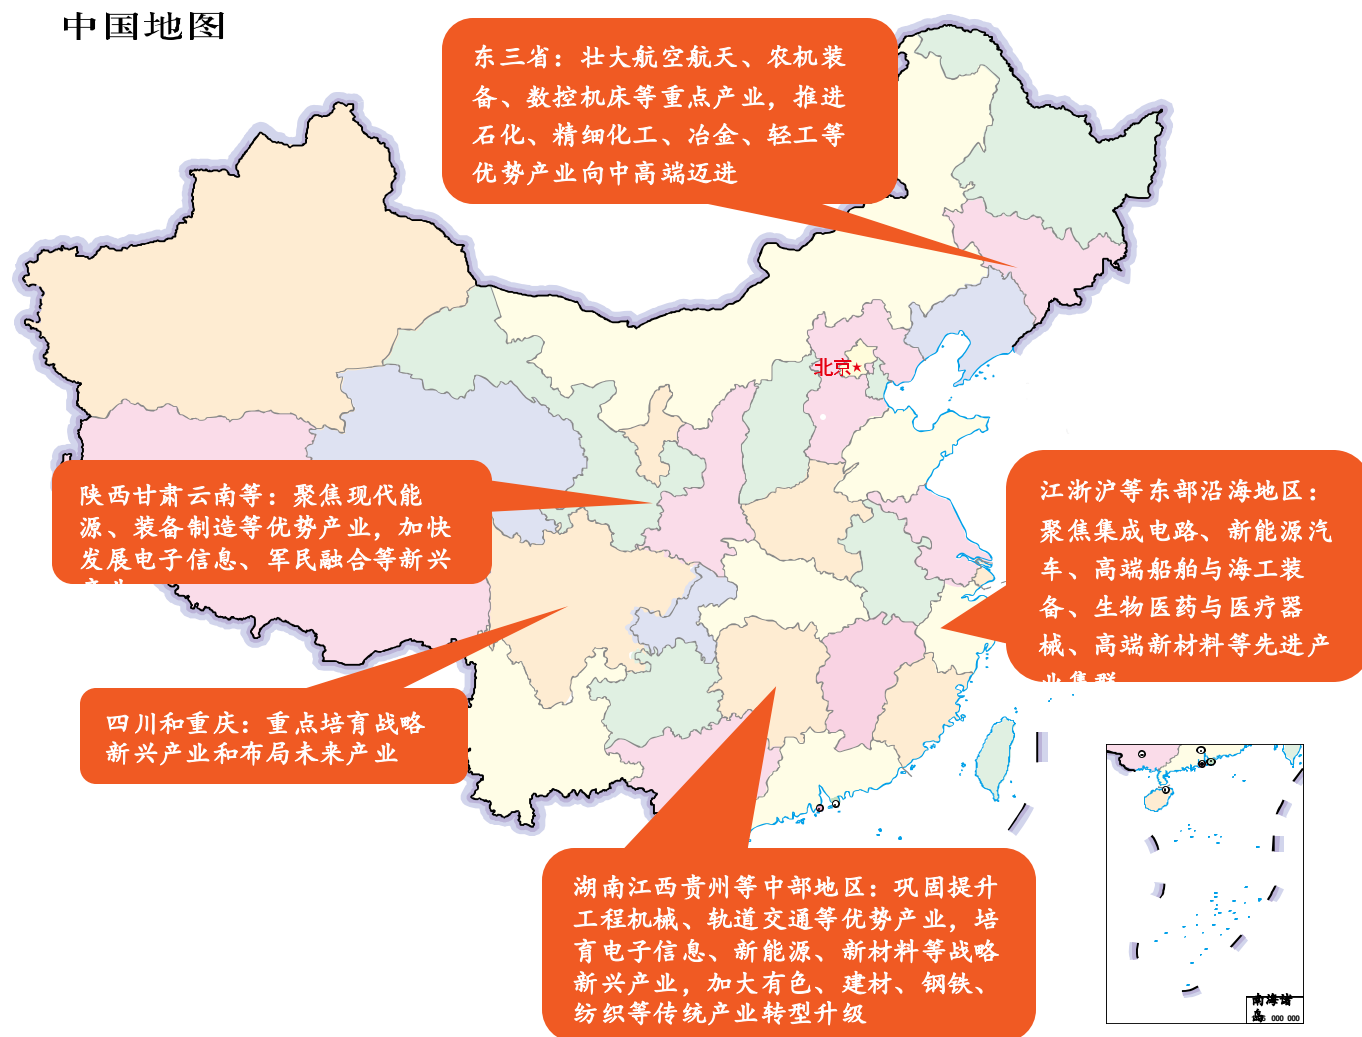 中国地图
东三省：壮大航空航天、农机装
备、数控机床等重点产业，推进
石化、精细化工、冶金、轻工等
优势产业向中高端迈进
北京
陕西甘肃云南等：聚焦现代能
源、装备制造等优势产业，加快
发展电子信息、军民融合等新兴
产业
江浙沪等东部沿海地区：
聚焦集成电路、新能源汽
车、高端船舶与海工装
备、生物医药与医疗器
械、高端新材料等先进产
业集群
四川和重庆：重点培育战略
新兴产业和布局未来产业
湖南江西贵州等中部地区：巩固提升
工程机械、轨道交通等优势产业，培
育电子信息、新能源、新材料等战略
新兴产业，加大有色、建材、钢铁、
纺织等传统产业转型升级
南海诸
岛
000 000